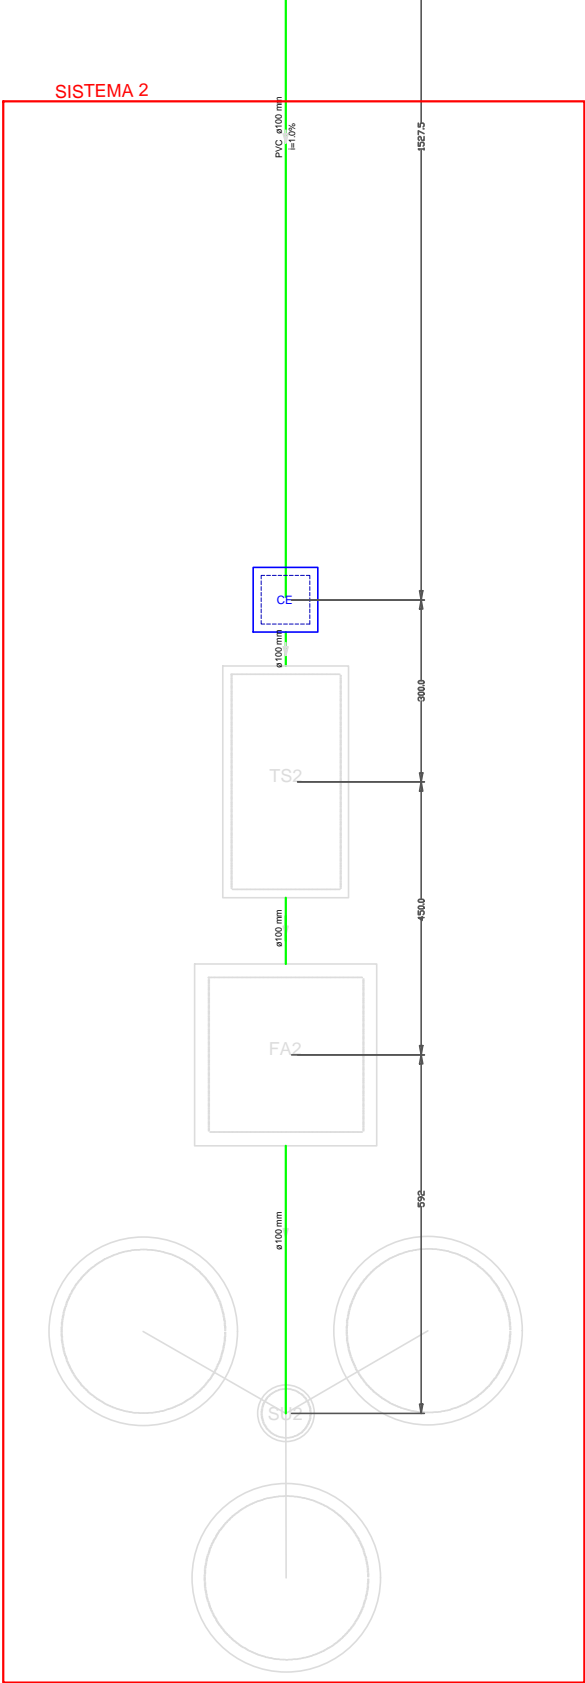 SISTEMA 2
PVC ø100 mm
i=1.0%
1527.5
CE
ø100 mm
300.0
TS2
450.0
ø100 mm
FA2
592
ø100 mm
SU2